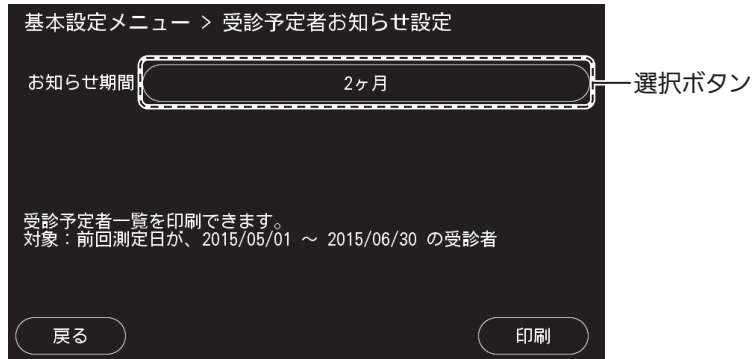 基本設定メニュー > 受診予定者お知らせ設定
お知らせ期間 2ヶ月 選択ボタン
受診予定者一覧を印刷できます。
対象：前回測定日が、2015/05/01 ～ 2015/06/30 の受診者
戻る 印刷